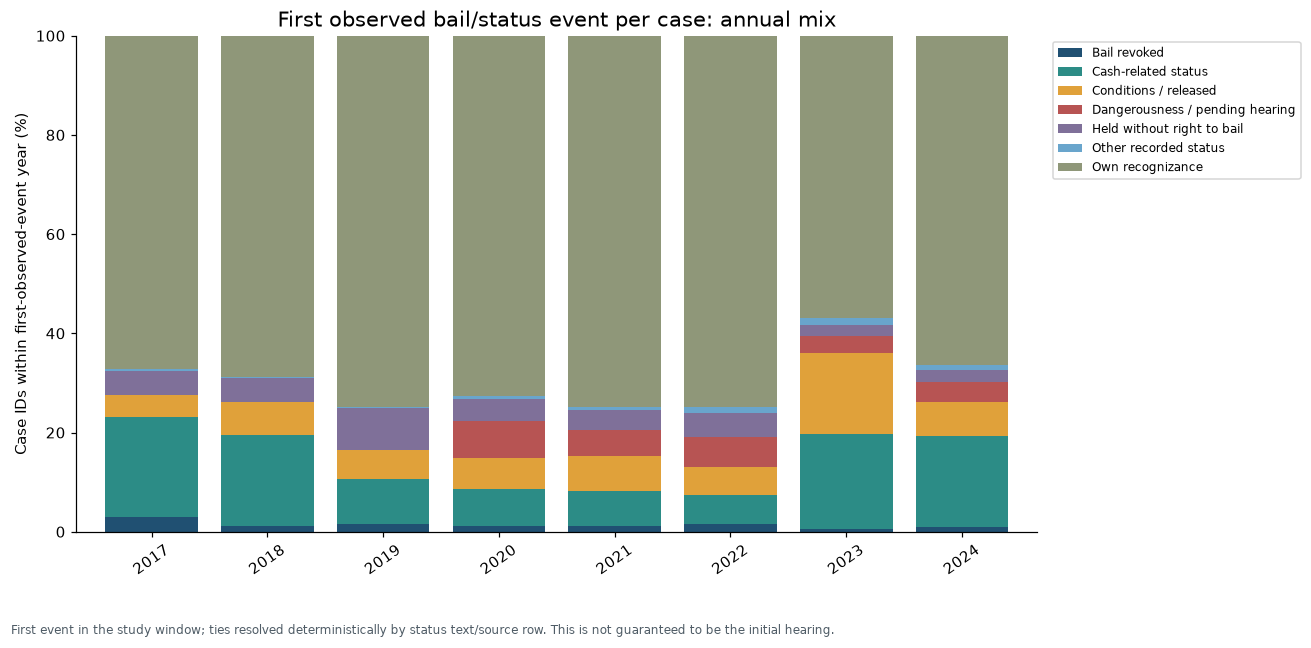 First observed bail/status event per case: annual mix
Case IDs within first-observed-event year (%)
100
80
60
40
20
0
2017
2018
2019
2020
2021
2022
2023
2024
Bail revoked
Cash-related status
Conditions / released
Dangerousness / pending hearing
Held without right to bail
Other recorded status
Own recognizance
First event in the study window; ties resolved deterministically by status text/source row. This is not guaranteed to be the initial hearing.